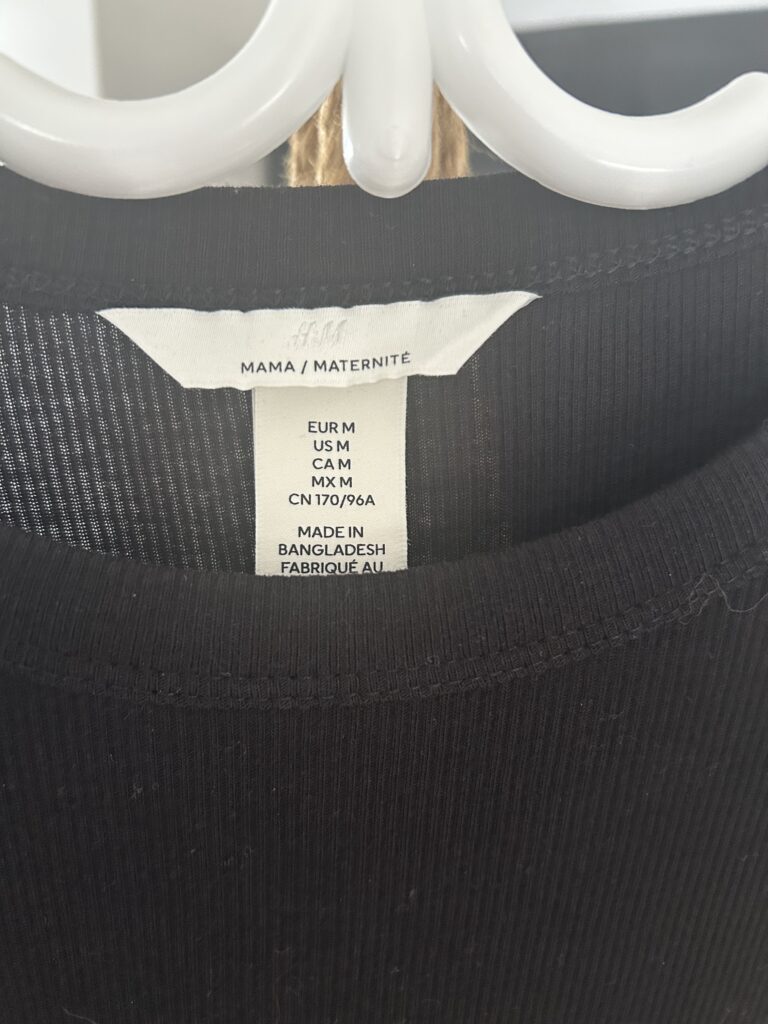 H&M
MAMA / MATERNITÉ
EUR M
US M
CA M
MX M
CN 170/96A
MADE IN
BANGLADESH
FABRIQUÉ AU